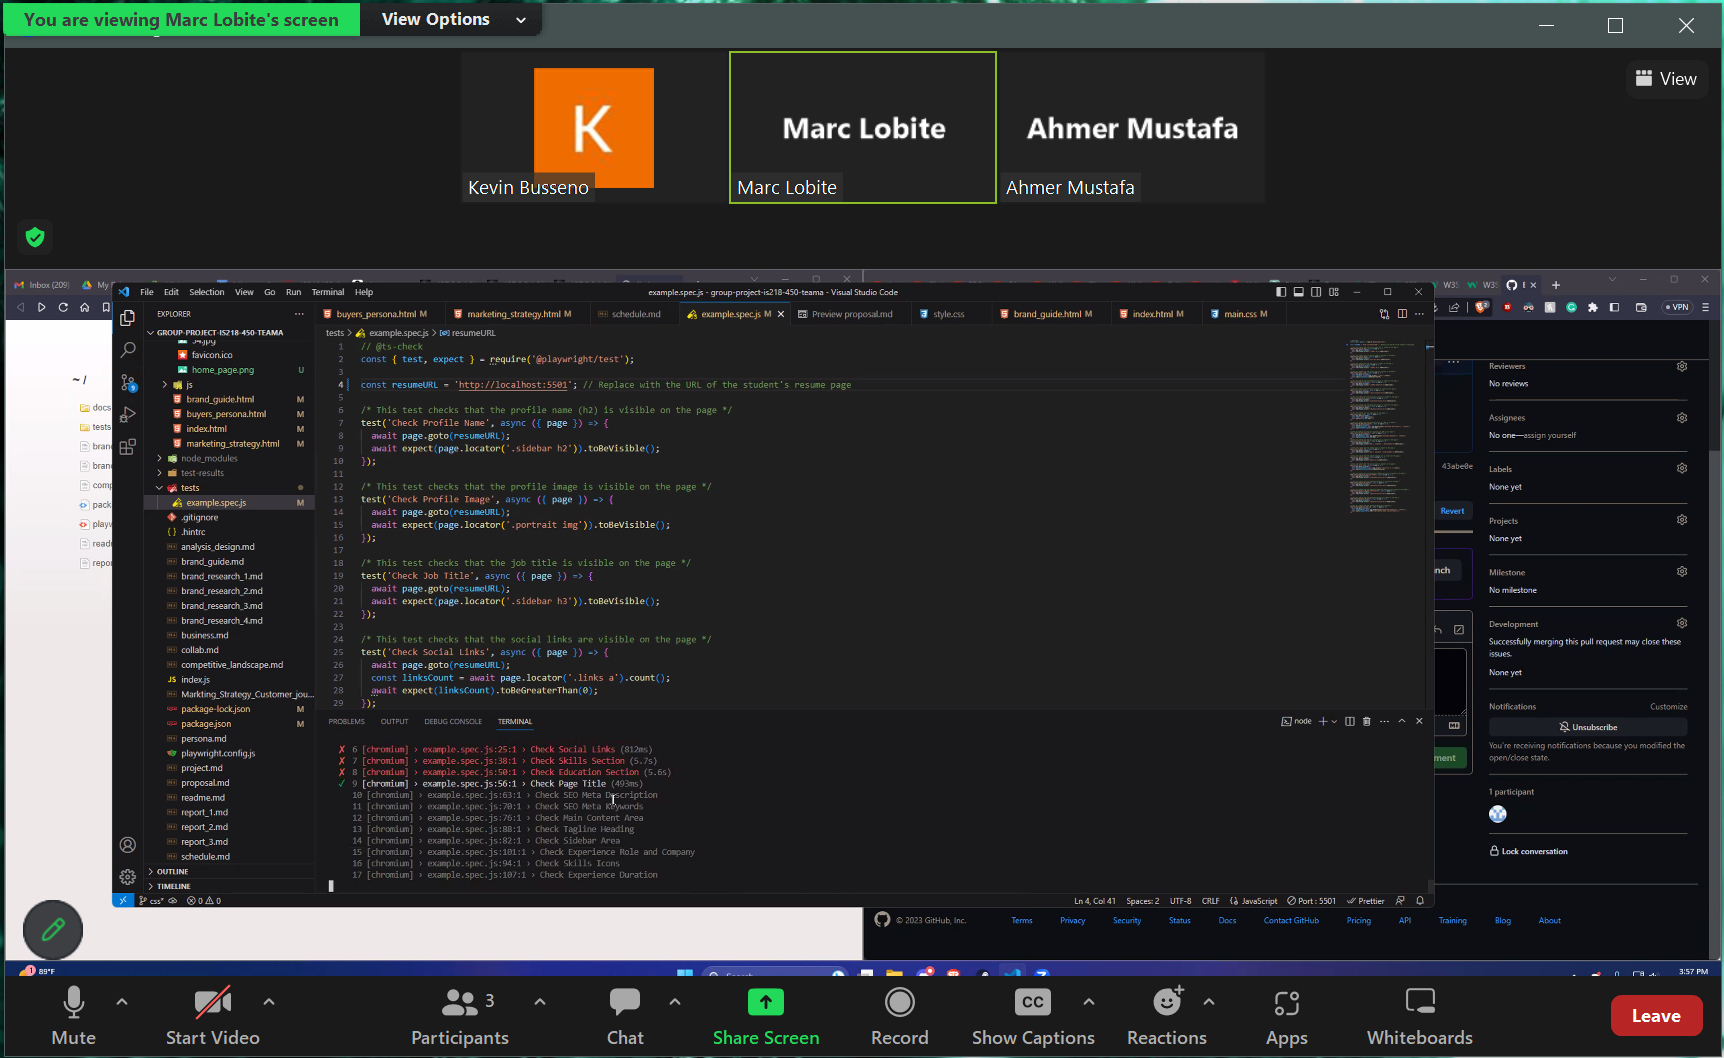 You are viewing Marc Lobite's screen
View Options
View
K
Kevin Busseno
Marc Lobite
Marc Lobite
Ahmer Mustafa
Ahmer Mustafa
Inbox (209)
My
File Edit Selection View Go Run Terminal Help
example.spec.js - group-project-is218-450-teama - Visual Studio Code
W3S
VPN
EXPLORER
GROUP-PROJECT-IS218-450-TEAMA
favicon.ico
home_page.png U
js
brand_guide.html M
buyers_persona.html M
index.html M
marketing_strategy.html M
node_modules
test-results
tests
example.spec.js M
.gitignore
.hintrc
analysis_design.md
brand_guide.md
brand_research_1.md
brand_research_2.md
brand_research_3.md
brand_research_4.md
business.md
collab.md
competitive_landscape.md
index.js
Markting_Strategy_Customer_jou...
package-lock.json M
package.json M
persona.md
playwright.config.js
project.md
proposal.md
readme.md
report_1.md
report_2.md
report_3.md
schedule.md
OUTLINE
TIMELINE
~ /
docs
tests
bran
bran
comp
pack
playw
read
repo
buyers_persona.html M
marketing_strategy.html M
schedule.md
example.spec.js M
Preview proposal.md
style.css
brand_guide.html M
index.html M
main.css M
tests > example.spec.js > resumeURL
1 // @ts-check
2 const { test, expect } = require('@playwright/test');
3
4 const resumeURL = 'http://localhost:5501'; // Replace with the URL of the student's resume page
5
6 /* This test checks that the profile name (h2) is visible on the page */
7 test('Check Profile Name', async ({ page }) => {
8 await page.goto(resumeURL);
9 await expect(page.locator('.sidebar h2')).toBeVisible();
10 });
11
12 /* This test checks that the profile image is visible on the page */
13 test('Check Profile Image', async ({ page }) => {
14 await page.goto(resumeURL);
15 await expect(page.locator('.portrait img')).toBeVisible();
16 });
17
18 /* This test checks that the job title is visible on the page */
19 test('Check Job Title', async ({ page }) => {
20 await page.goto(resumeURL);
21 await expect(page.locator('.sidebar h3')).toBeVisible();
22 });
23
24 /* This test checks that the social links are visible on the page */
25 test('Check Social Links', async ({ page }) => {
26 await page.goto(resumeURL);
27 const linksCount = await page.locator('.links a').count();
28 await expect(linksCount).toBeGreaterThan(0);
29 });
PROBLEMS OUTPUT DEBUG CONSOLE TERMINAL
node
✗ 6 [chromium] › example.spec.js:25:1 › Check Social Links (812ms)
✗ 7 [chromium] › example.spec.js:38:1 › Check Skills Section (5.7s)
✗ 8 [chromium] › example.spec.js:50:1 › Check Education Section (5.6s)
✓ 9 [chromium] › example.spec.js:56:1 › Check Page Title (493ms)
10 [chromium] › example.spec.js:63:1 › Check SEO Meta Description
11 [chromium] › example.spec.js:70:1 › Check SEO Meta Keywords
12 [chromium] › example.spec.js:76:1 › Check Main Content Area
13 [chromium] › example.spec.js:88:1 › Check Tagline Heading
14 [chromium] › example.spec.js:82:1 › Check Sidebar Area
15 [chromium] › example.spec.js:101:1 › Check Experience Role and Company
16 [chromium] › example.spec.js:94:1 › Check Skills Icons
17 [chromium] › example.spec.js:107:1 › Check Experience Duration
css* 0 0
Ln 4, Col 41 Spaces: 2 UTF-8 CRLF JavaScript Port : 5501 Prettier
Reviewers
No reviews
Assignees
No one—assign yourself
43abe0e
Labels
None yet
Revert
Projects
None yet
nch
Milestone
No milestone
Development
Successfully merging this pull request may close these
issues.
None yet
Notifications Customize
Unsubscribe
You're receiving notifications because you modified the
open/close state.
ment
1 participant
Lock conversation
© 2023 GitHub, Inc. Terms Privacy Security Status Docs Contact GitHub Pricing API Training Blog About
1 89°F
Search
3:57 PM
3
CC
Mute
Start Video
Participants
Chat
Share Screen
Record
Show Captions
Reactions
Apps
Whiteboards
Leave